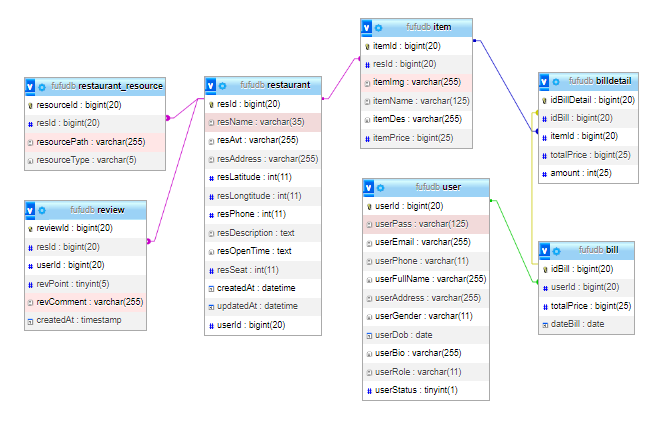 fufudb restaurant_resource
resourceId : bigint(20)
resId : bigint(20)
resourcePath : varchar(255)
resourceType : varchar(5)
fufudb review
reviewId : bigint(20)
resId : bigint(20)
userId : bigint(20)
revPoint : tinyint(5)
revComment : varchar(255)
createdAt : timestamp
fufudb restaurant
resId : bigint(20)
resName : varchar(35)
resAvt : varchar(255)
resAddress : varchar(255)
resLatitude : int(11)
resLongtitude : int(11)
resPhone : int(11)
resDescription : text
resOpenTime : text
resSeat : int(11)
createdAt : datetime
updatedAt : datetime
userId : bigint(20)
fufudb item
itemId : bigint(20)
resId : bigint(20)
itemImg : varchar(255)
itemName : varchar(125)
itemDes : varchar(255)
itemPrice : bigint(25)
fufudb user
userId : bigint(20)
userPass : varchar(125)
userEmail : varchar(255)
userPhone : varchar(11)
userFullName : varchar(255)
userAddress : varchar(255)
userGender : varchar(11)
userDob : date
userBio : varchar(255)
userRole : varchar(11)
userStatus : tinyint(1)
fufudb billdetail
idBillDetail : bigint(20)
idBill : bigint(20)
itemId : bigint(20)
totalPrice : bigint(25)
amount : int(25)
fufudb bill
idBill : bigint(20)
userId : bigint(20)
totalPrice : bigint(25)
dateBill : date